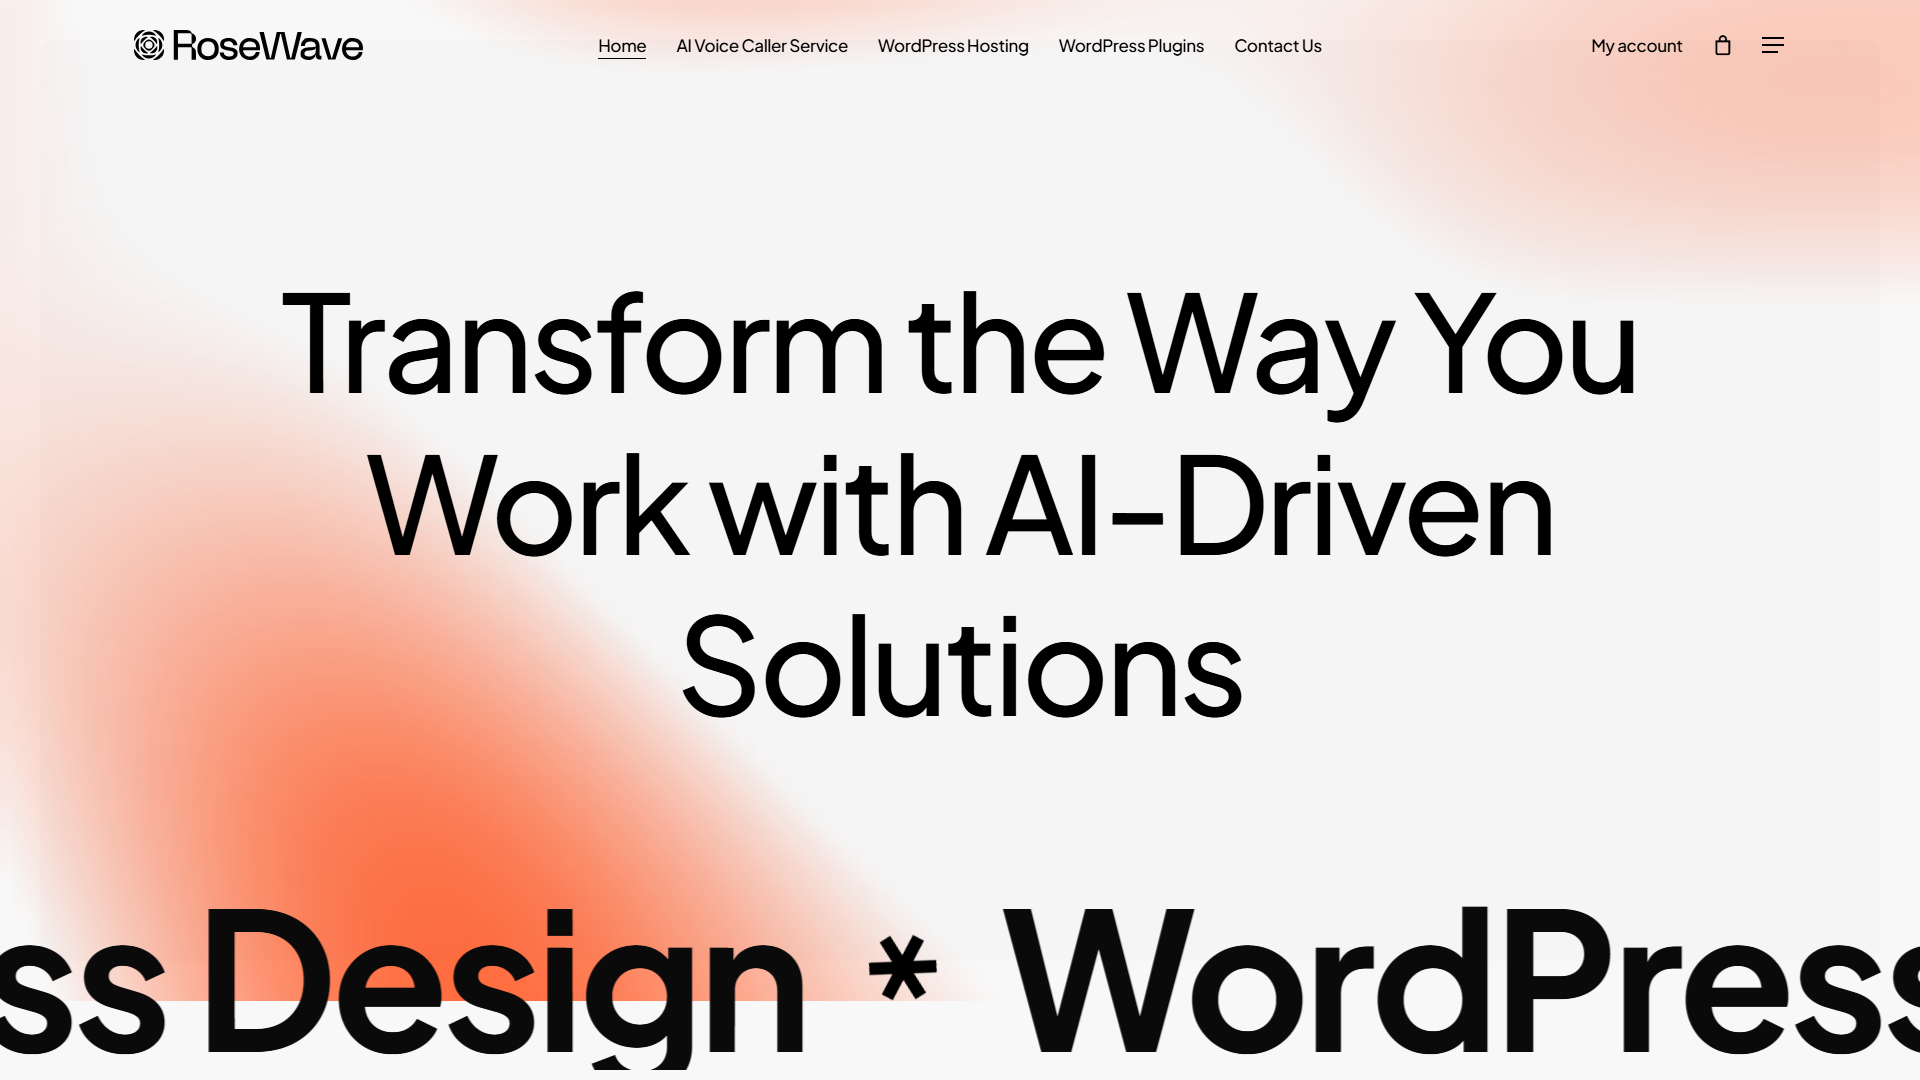 RoseWave
Home AI Voice Caller Service WordPress Hosting WordPress Plugins Contact Us My account
Transform the Way You
Work with AI-Driven
Solutions
ss Design * WordPress